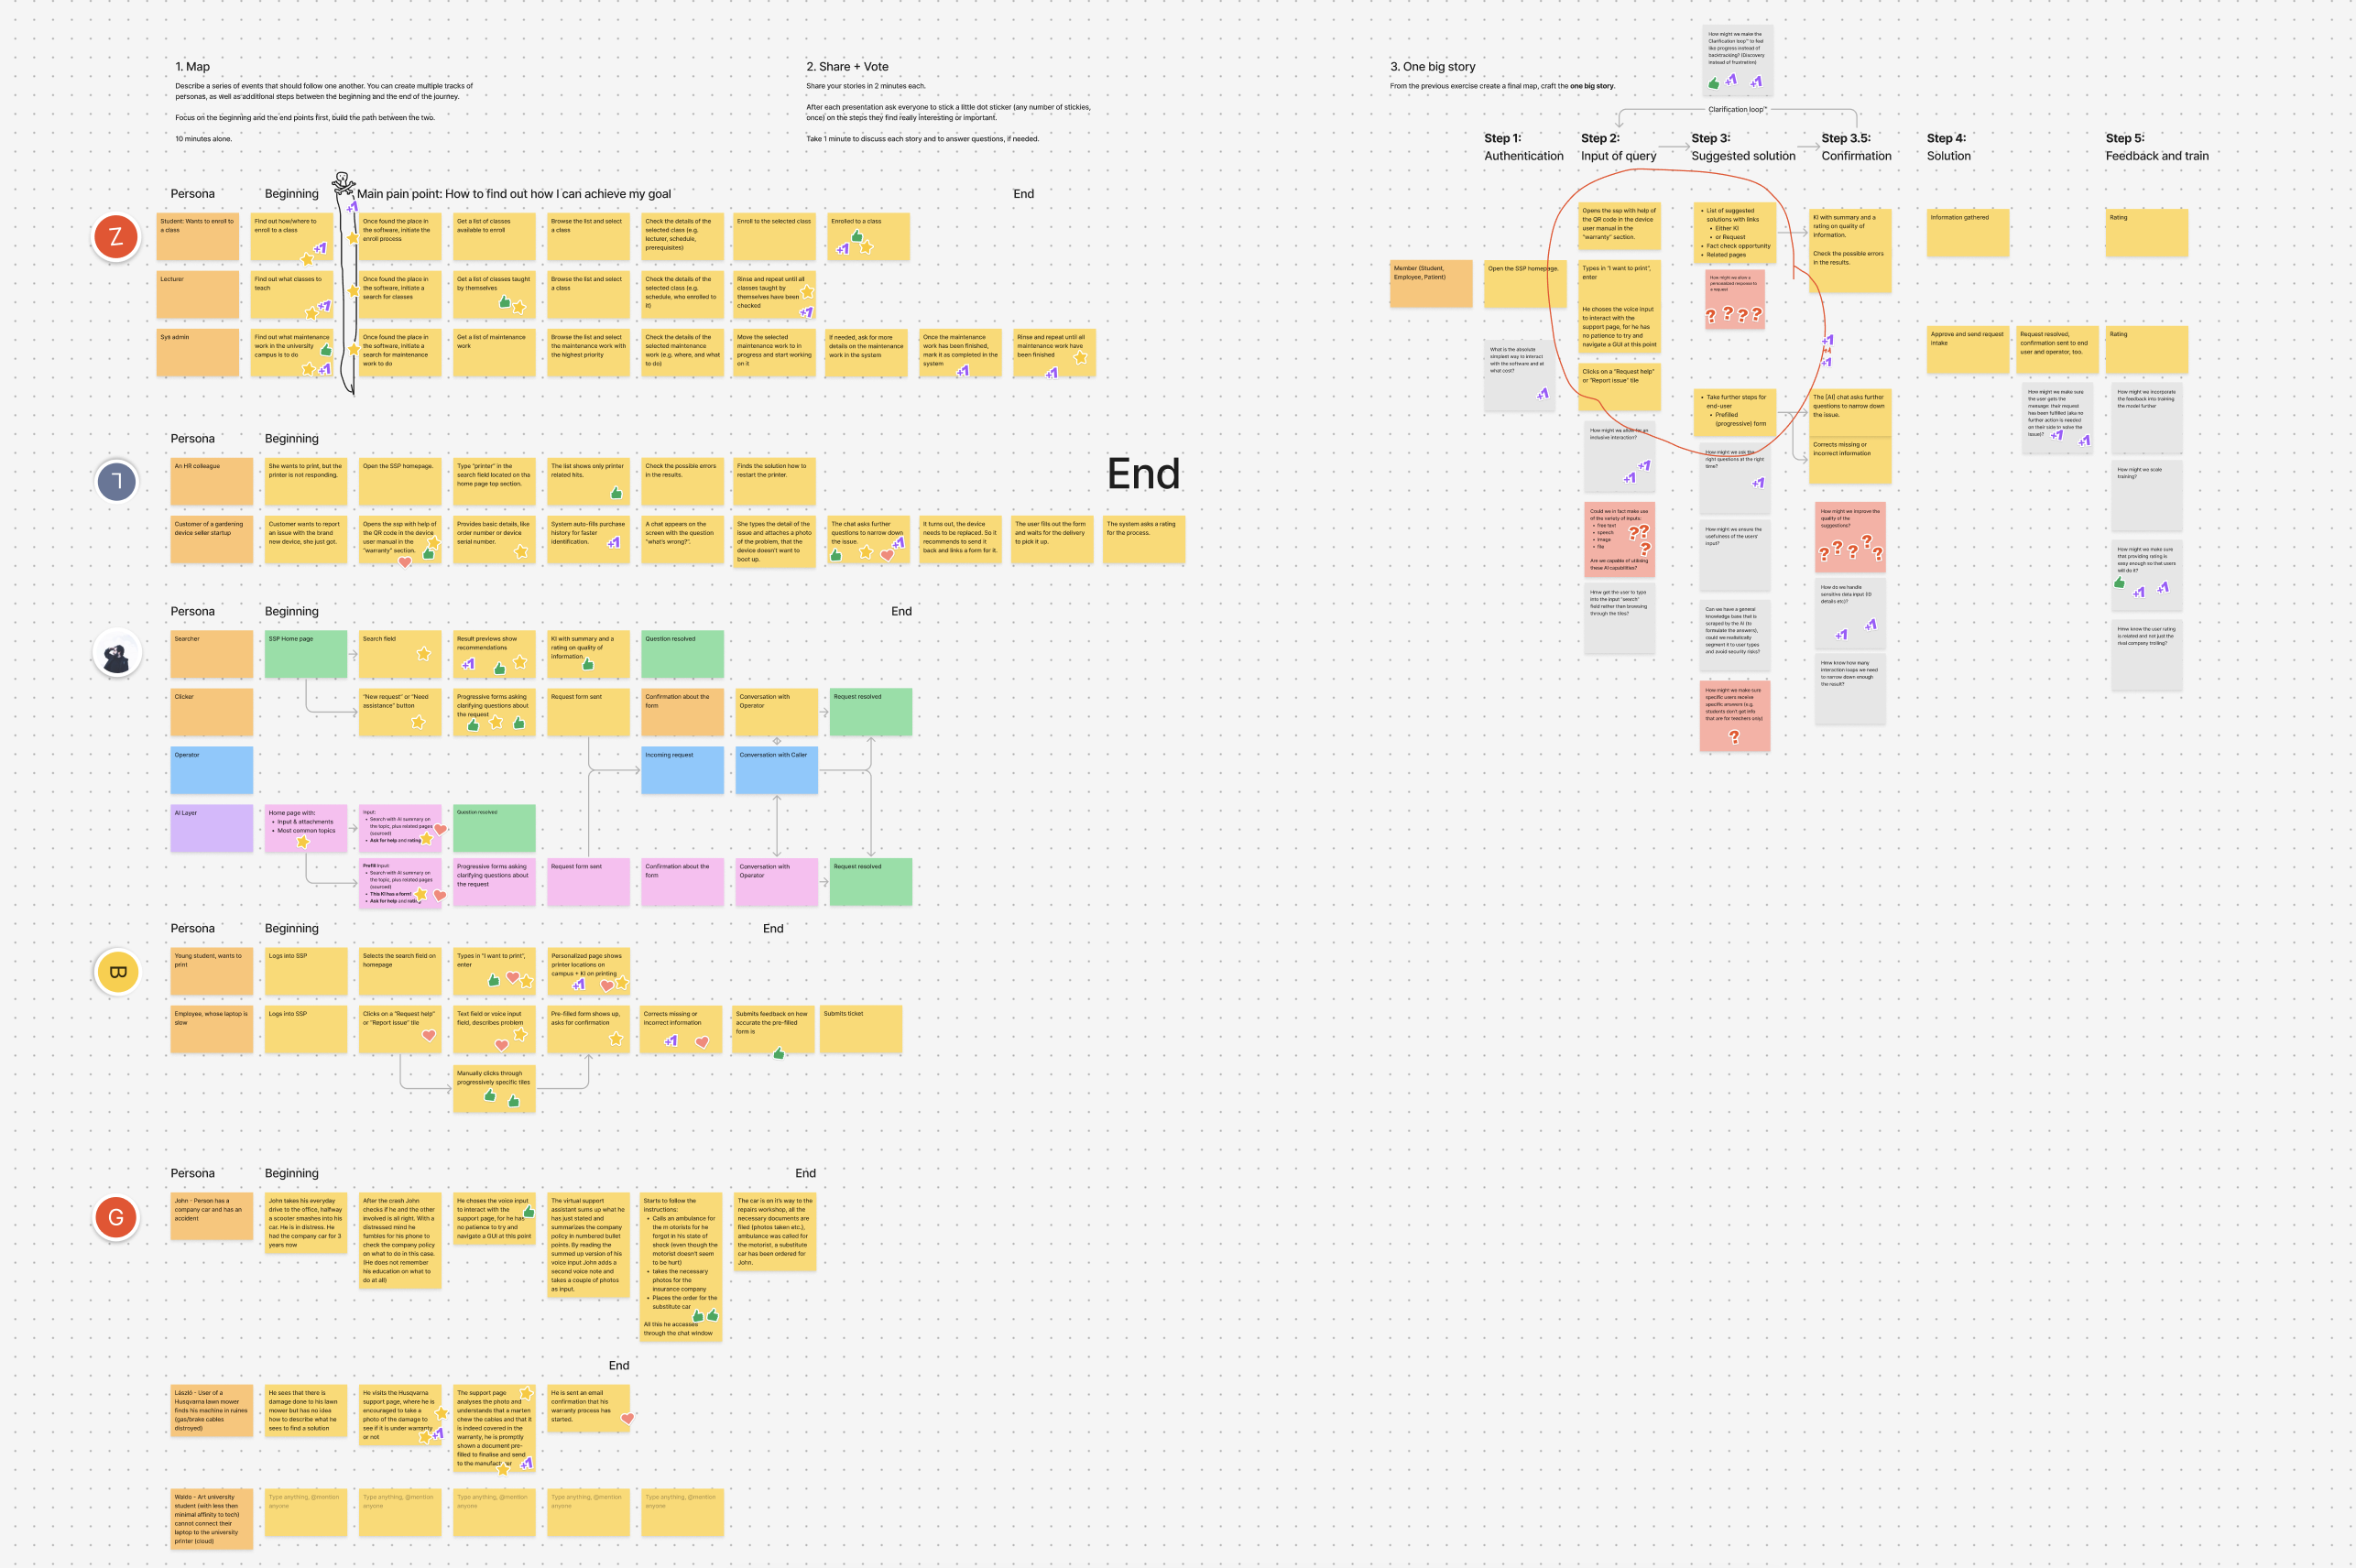 1. Map
Describe a series of events that should follow one another. You can create multiple tracks of
personas, as well as additional steps between the beginning and the end of the journey.
Focus on the beginning and the end points first, build the path between the two.
10 minutes alone.
2. Share + Vote
Share your stories in 2 minutes each.
After each presentation ask everyone to stick a little dot sticker (any number of stickies,
once) on the steps they find really interesting or important.
Take 1 minute to discuss each story and to answer questions, if needed.
Persona
Beginning
Main pain point: How to find out how I can achieve my goal
End
Z
Student: Wants to enroll to
a class
Find out how/where to
enroll to a class
+1
+1
Once found the place in
the software, initiate the
enroll process
Get a list of classes
available to enroll
Browse the list and select
a class
Check the details of the
selected class (e.g.
lecturer, schedule,
prerequisites)
Enroll to the selected class
Enrolled to a class
+1
Lecturer
Find out what classes to
teach
+1
Once found the place in
the software, initiate a
search for classes
Get a list of classes taught
by themselves
Browse the list and select
a class
Check the details of the
selected class (e.g.
schedule, who enrolled to
it)
Rinse and repeat until all
classes taught by
themselves have been
checked
+1
Sys admin
Find out what maintenance
work in the university
campus is to do
+1
Once found the place in
the software, initiate a
search for maintenance
work to do
Get a list of maintenance
work
Browse the list and select
the maintenance work with
the highest priority
Check the details of the
selected maintenance
work (e.g. where, and what
to do)
Move the selected
maintenance work to in
progress and start working
on it
If needed, ask for more
details on the maintenance
work in the system
Once the maintenance
work has been finished,
mark it as completed in the
system
+1
Rinse and repeat until all
maintenance work have
been finished
+1
Persona
Beginning
End
L
An HR colleague
She wants to print, but the
printer is not responding.
Open the SSP homepage.
Type "printer" in the
search field located on the
home page top section.
The list shows only printer
related hits.
Check the possible errors
in the results.
Finds the solution how to
restart the printer.
Customer of a gardening
device seller startup
Customer wants to report
an issue with the brand
new device, she just got.
Opens the ssp with help of
the QR code in the device
user manual in the
"warranty" section.
Provides basic details, like
order number or device
serial number.
System auto-fills purchase
history for faster
identification.
+1
A chat appears on the
screen with the question
"what's wrong?".
She types the detail of the
issue and attaches a photo
of the problem, that the
device doesn't want to
boot up.
The chat asks further
questions to narrow down
the issue.
+1
It turns out, the device
needs to be replaced. So it
recommends to send it
back and links a form for it.
The user fills out the form
and waits for the delivery
to pick it up.
The system asks a rating
for the process.
Persona
Beginning
End
Searcher
SSP Home page
Search field
Result previews show
recommendations
+1
KI with summary and a
rating on quality of
information.
Question resolved
Clicker
"New request" or "Need
assistance" button
Progressive forms asking
clarifying questions about
the request
Request form sent
Confirmation about the
form
Conversation with
Operator
Request resolved
Operator
Incoming request
Conversation with Caller
AI Layer
Home page with:
• Input & attachments
• Most common topics
Input:
• Search with AI summary on
the topic, plus related pages
(sourced)
• Ask for help and rating
Question resolved
Prefill input:
• Search with AI summary on
the topic, plus related pages
(sourced)
• This KI has a form!
• Ask for help and rating
Progressive forms asking
clarifying questions about
the request
Request form sent
Confirmation about the
form
Conversation with
Operator
Request resolved
Persona
Beginning
End
B
Young student, wants to
print
Logs into SSP
Selects the search field on
homepage
Types in "I want to print",
enter
Personalized page shows
printer locations on
campus + KI on printing
+1
Employee, whose laptop is
slow
Logs into SSP
Clicks on a "Request help"
or "Report issue" tile
Text field or voice input
field, describes problem
Pre-filled form shows up,
asks for confirmation
Corrects missing or
incorrect information
+1
Submits feedback on how
accurate the pre-filled
form is
Submits ticket
Manually clicks through
progressively specific tiles
Persona
Beginning
End
G
John - Person has a
company car and has an
accident
John takes his everyday
drive to the office, halfway
a scooter smashes into his
car. He is in distress. He
had the company car for 3
years now
After the crash John
checks if he and the other
involved is all right. With a
distressed mind he
fumbles for his phone to
check the company policy
on what to do in this case.
(He does not remember
his education on what to
do at all)
He choses the voice input
to interact with the
support page, for he has
no patience to try and
navigate a GUI at this point
The virtual support
assistant sums up what he
has just stated and
summarizes the company
policy in numbered bullet
points. By reading the
summed up version of his
voice input John adds a
second voice note and
takes a couple of photos
as input.
Starts to follow the
instructions:
• Calls an ambulance for
the m otorists for he
forgot in his state of
shock (even though the
motorist doesn't seem
to be hurt)
• takes the necessary
photos for the
insurance company
• Places the order for the
substitute car
All this he accesses
through the chat window
The car is on it's way to the
repairs workshop, all the
necessary documents are
filed (photos taken etc.),
ambulance was called for
the motorist, a substitute
car has been ordered for
John.
End
László - User of a
Husqvarna lawn mower
finds his machine in ruines
(gas/brake cables
distroyed)
He sees that there is
damage done to his lawn
mower but has no idea
how to describe what he
sees to find a solution
He visits the Husqvarna
support page, where he is
encouraged to take a
photo of the damage to
see if it is under warranty
or not
+1
The support page
analyses the photo and
understands that a marten
chew the cables and that it
is indeed covered in the
warranty, he is promptly
shown a document pre-
filled to finalise and send
to the manufacturer
+1
He is sent an email
confirmation that his
warranty process has
started.
Waldo - Art university
student (with less then
minimal affinity to tech)
cannot connect their
laptop to the university
printer (cloud)
Type anything, @mention
anyone
Type anything, @mention
anyone
Type anything, @mention
anyone
Type anything, @mention
anyone
Type anything, @mention
anyone
3. One big story
From the previous exercise create a final map, craft the one big story.
How might we make the
Clarification loop™ to feel
like progress instead of
backtracking? (Discovery
instead of frustration)
+1
+1
Clarification loop™
Step 1:
Authentication
Step 2:
Input of query
Step 3:
Suggested solution
Step 3.5:
Confirmation
Step 4:
Solution
Step 5:
Feedback and train
Member (Student,
Employee, Patient)
Open the SSP homepage.
What is the absolute
simplest way to interact
with the software and at
what cost?
+1
Opens the ssp with help of
the QR code in the device
user manual in the
"warranty" section.
Types in "I want to print",
enter
He choses the voice input
to interact with the
support page, for he has
no patience to try and
navigate a GUI at this point
Clicks on a "Request help"
or "Report issue" tile
How might we allow for an
inclusive interaction?
+1
+1
Could we in fact make use
of the variety of inputs:
• free text
• speech
• image
• file
Are we capable of utilising
these AI capabilities?
???
HHow get the user to type
into the input "search"
field rather then browsing
through the tiles?
• List of suggested
solutions with links
• Either KI
• or Request
• Fact check opportunity
• Related pages
How might we show a
personalized response to
a request
????
• Take further steps for
end-user
• Prefilled
(progressive) form
How might we ask the
right questions at the right
time?
+1
How might we ensure the
usefulness of the users'
input?
Can we have a general
knowledge base that is
scraped by the AI (to
formulate the answers),
could we realistically
segment it to user types
and avoid security risks?
How might we make sure
specific users receive
specific answers (e.g.
students don't get info
that are for teachers only)
?
KI with summary and a
rating on quality of
information.
Check the possible errors
in the results.
+1
+1
+1
The [AI] chat asks further
questions to narrow down
the issue.
Corrects missing or
incorrect information
How might we improve the
quality of the
suggestions?
?????
How do we handle
sensitive data input (ID
details etc)?
+1
+1
HHow know how many
interaction loops we need
to narrow down enough
the result?
Information gathered
Approve and send request
intake
Request resolved,
confirmation sent to end
user and operator, too.
How might we make sure
the user gets the
message: their request
has been fulfilled (aka no
further action is needed
on their side to solve the
issue)?
+1
+1
Rating
Rating
How might we incorporate
the feedback into training
the model further
How might we scale
training?
How might we make sure
that providing rating is
easy enough so that users
will do it?
+1
+1
HHow know the user rating
is related and not just the
rival company trolling?